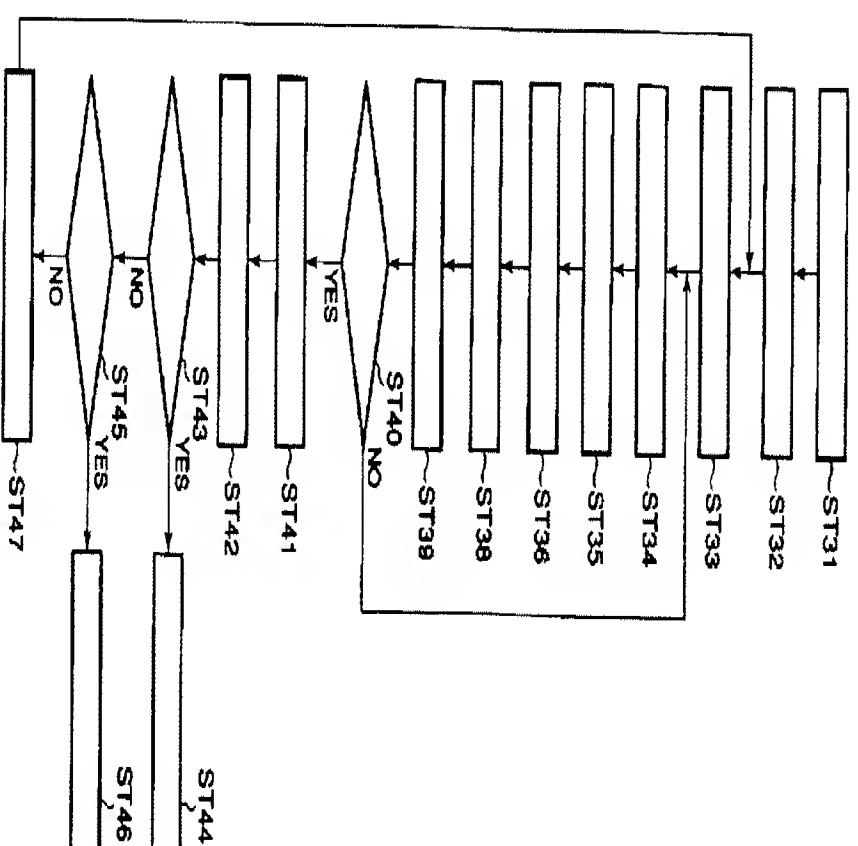 ST31
ST32
ST33
ST34
ST35
ST36
ST38
ST39
ST40
NO
YES
ST41
ST42
ST43
YES
NO
ST44
ST45
YES
NO
ST46
ST47